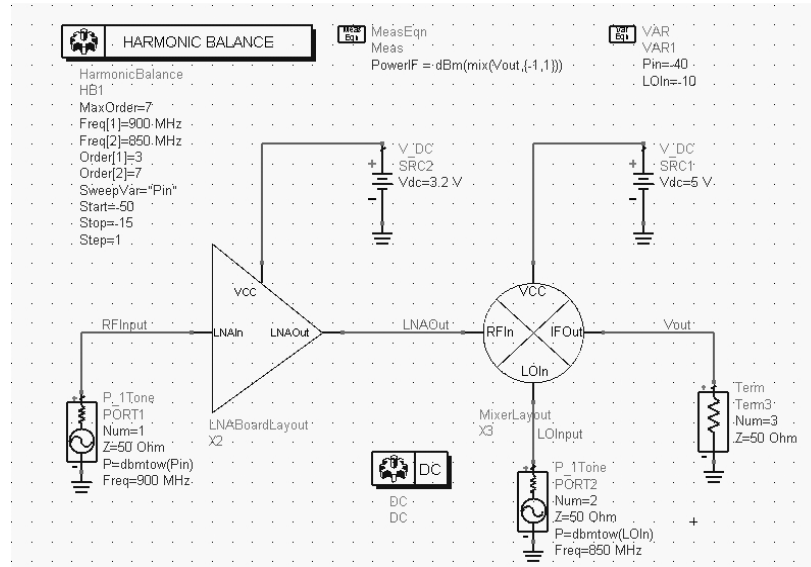 HARMONIC BALANCE
HarmonicBalance
HB1
MaxOrder=7
Freq[1]=900 MHz
Freq[2]=850 MHz
Order[1]=3
Order[2]=7
SweepVar="Pin"
Start=-50
Stop=-15
Step=1
Meas
Eqn
MeasEqn
Meas
PowerIF = dBm(mix(Vout,{-1,1}))
Var
Eqn
VAR
VAR1
Pin=-40
LOIn=-10
V_DC
SRC2
Vdc=3.2 V
V_DC
SRC1
Vdc=5 V
VCC
VCC
RFInput
LNAIn
LNAOut
LNAOut
RFIn
IFOut
Vout
LOIn
P_1Tone
PORT1
Num=1
Z=50 Ohm
P=dbmtow(Pin)
Freq=900 MHz
LNABoardLayout
X2
MixerLayout
X3
LOInput
Term
Term3
Num=3
Z=50 Ohm
DC
DC
DC
P_1Tone
PORT2
Num=2
Z=50 Ohm
P=dbmtow(LOIn)
Freq=850 MHz